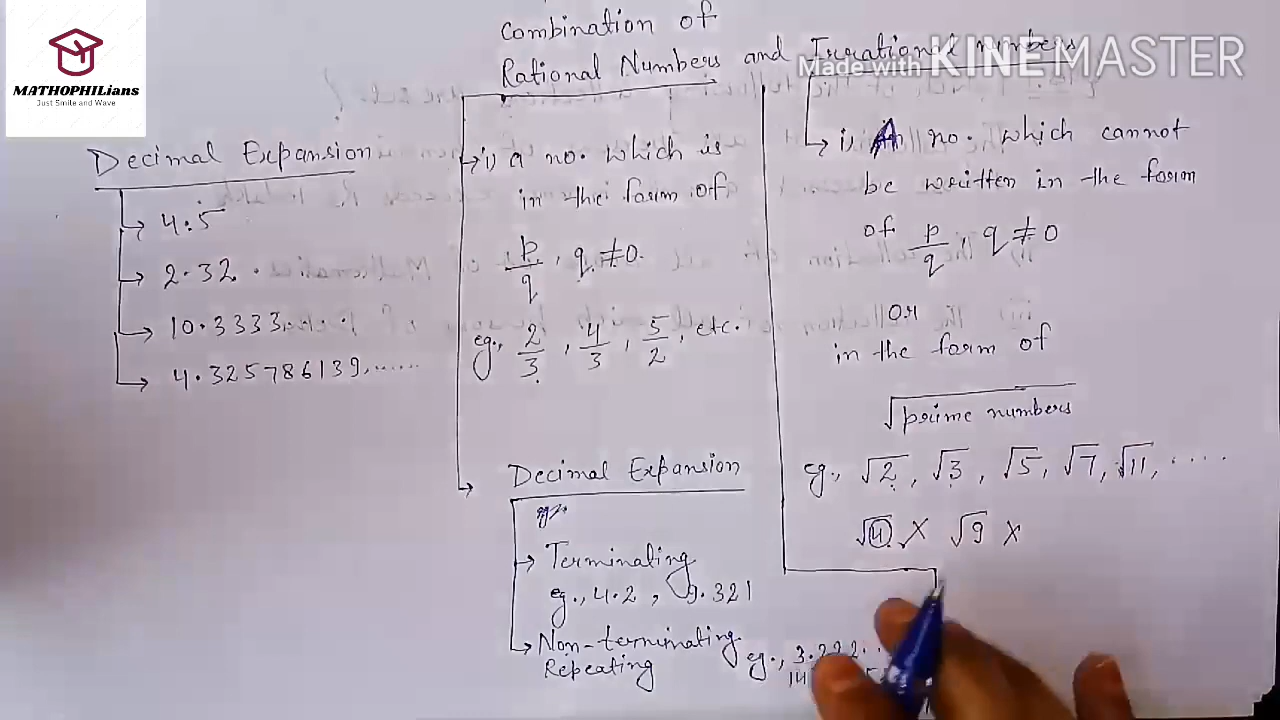 MATHOPHILians
Just Smile and Wave
Made with KINEMASTER
Combination of
Rational Numbers and Irrational numbers
Decimal Expansion
4.5
2.32
10.3333......
4.325786139,......
i) a no. which is
in the form of
p/q, q≠0.
eg., 2/3, 4/3, 5/2, etc.
Decimal Expansion
Terminating
eg., 4.2, 9.321
Non-terminating
Repeating
eg., 3.222..
i) A no. which cannot
be written in the form
of p/q, q≠0
OR
in the form of
√prime numbers
eg., √2, √3, √5, √7, √11, .....
√4 X √9 X